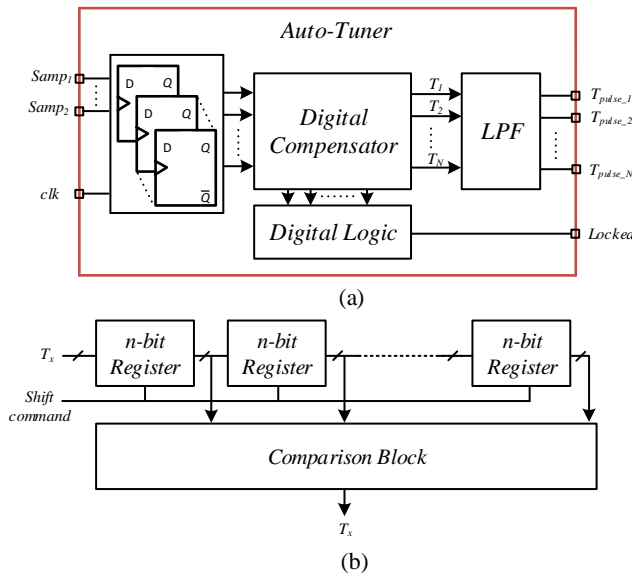 Auto-Tuner
Samp1
Samp2
clk
D Q
D Q
D Q
Q̅
Digital Compensator
T1
T2
TN
LPF
Tpulse_1
Tpulse_2
Tpulse_N
Digital Logic
Locked
(a)
Tx
n-bit Register
n-bit Register
n-bit Register
Shift command
Comparison Block
Tx
(b)